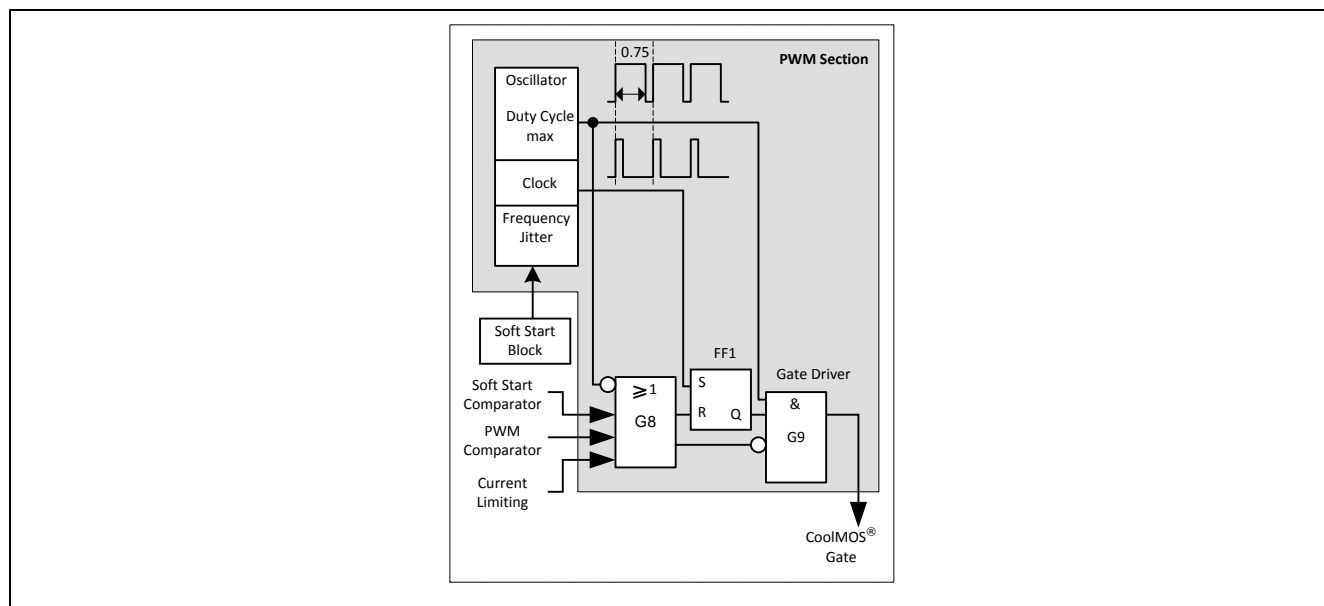 0.75
PWM Section
Oscillator
Duty Cycle
max
Clock
Frequency
Jitter
Soft Start
Block
FF1
Gate Driver
Soft Start
Comparator
PWM
Comparator
Current
Limiting
⩾1
G8
S
R
Q
&
G9
CoolMOS®
Gate